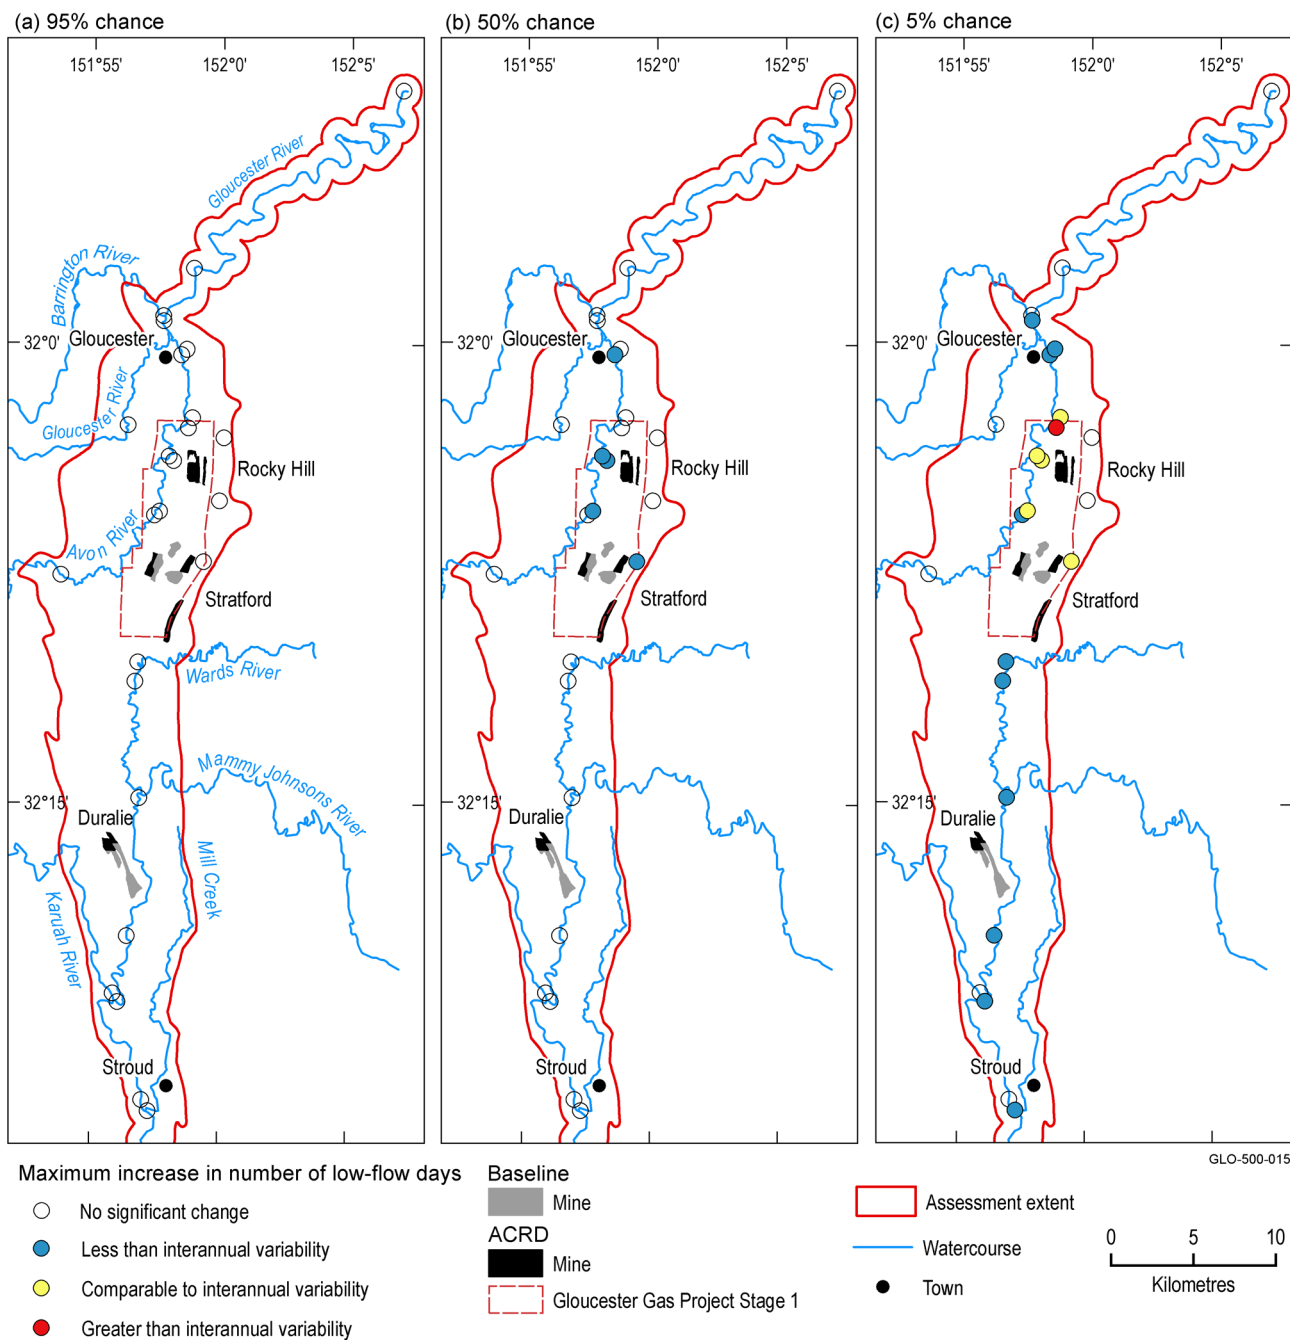 (a) 95% chance
(b) 50% chance
(c) 5% chance
151°55' 152°0' 152°5'
151°55' 152°0' 152°5'
151°55' 152°0' 152°5'
Gloucester River
Barrington River
32°0'
Gloucester
Gloucester River
Rocky Hill
Avon River
Stratford
Wards River
Mammy Johnsons River
32°15'
Duralie
Mill Creek
Karuah River
Stroud
32°0'
Gloucester
Rocky Hill
Stratford
32°15'
Duralie
Stroud
32°0'
Gloucester
Rocky Hill
Stratford
32°15'
Duralie
Stroud
GLO-500-015
Maximum increase in number of low-flow days
No significant change
Less than interannual variability
Comparable to interannual variability
Greater than interannual variability
Baseline
Mine
ACRD
Mine
Gloucester Gas Project Stage 1
Assessment extent
Watercourse
Town
0 5 10
Kilometres